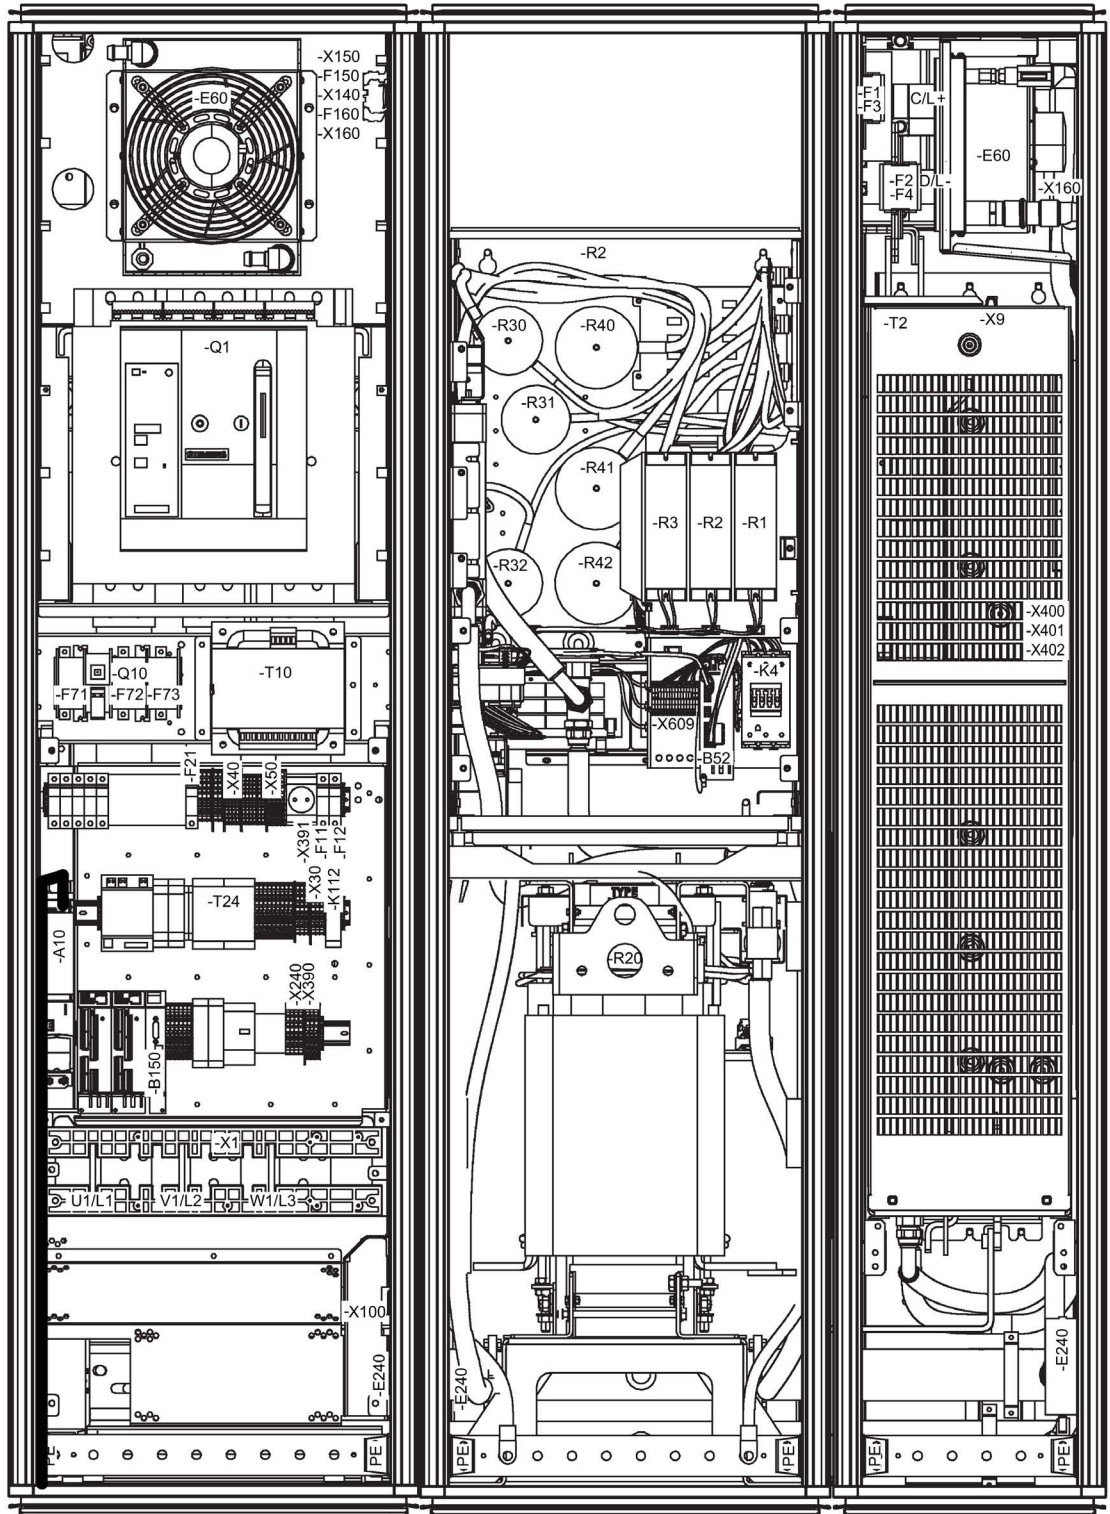 -X150
-F150
-X140
-F160
-X160
-E60
-Q1
-Q10
-F71
-F72
-F73
-T10
-F21
-X40
-X50
-X391
-F11
-F12
-T24
-X30
-K112
-A10
-X240
-X390
-B150
-X1
U1/L1
V1/L2
W1/L3
-X100
-E240
PE
PE
-R2
-R30
-R40
-R31
-R41
-R32
-R42
-R3
-R2
-R1
-K4
-X609
-B52
TYPE
-R20
-E240
PE
PE
-F1
-F3
C/L+
-E60
-F2
-F4
D/L-
-X160
-T2
-X9
-X400
-X401
-X402
-E240
PE
PE